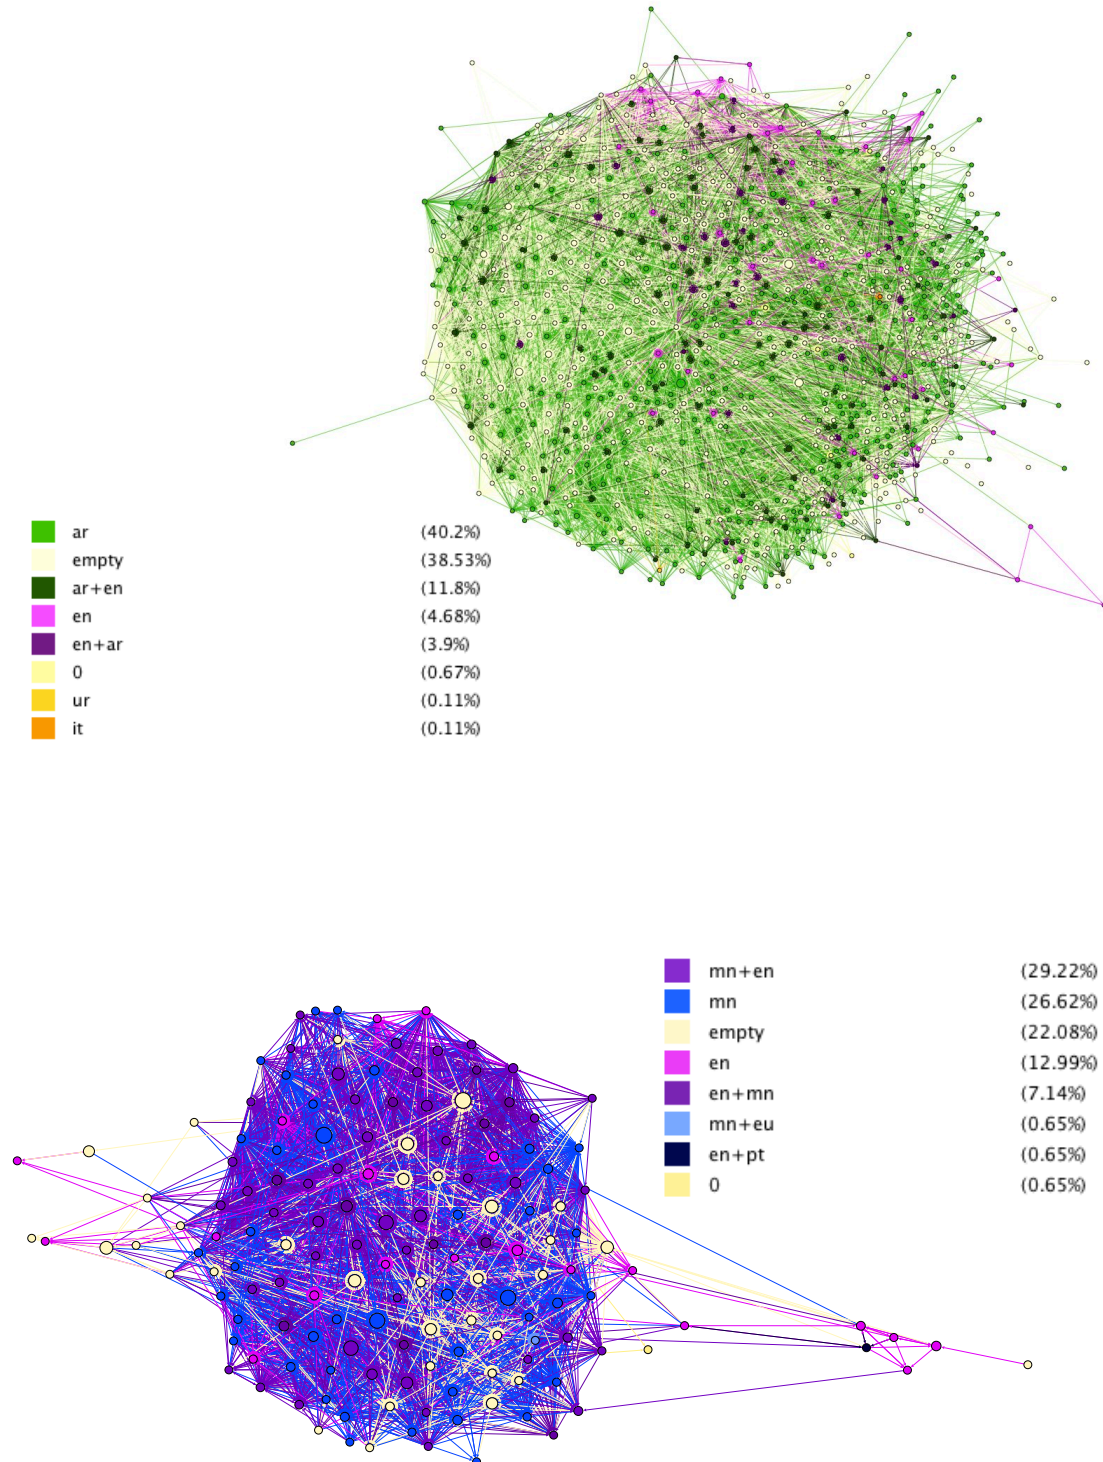 ar (40.2%)
empty (38.53%)
ar+en (11.8%)
en (4.68%)
en+ar (3.9%)
0 (0.67%)
ur (0.11%)
it (0.11%)
mn+en (29.22%)
mn (26.62%)
empty (22.08%)
en (12.99%)
en+mn (7.14%)
mn+eu (0.65%)
en+pt (0.65%)
0 (0.65%)